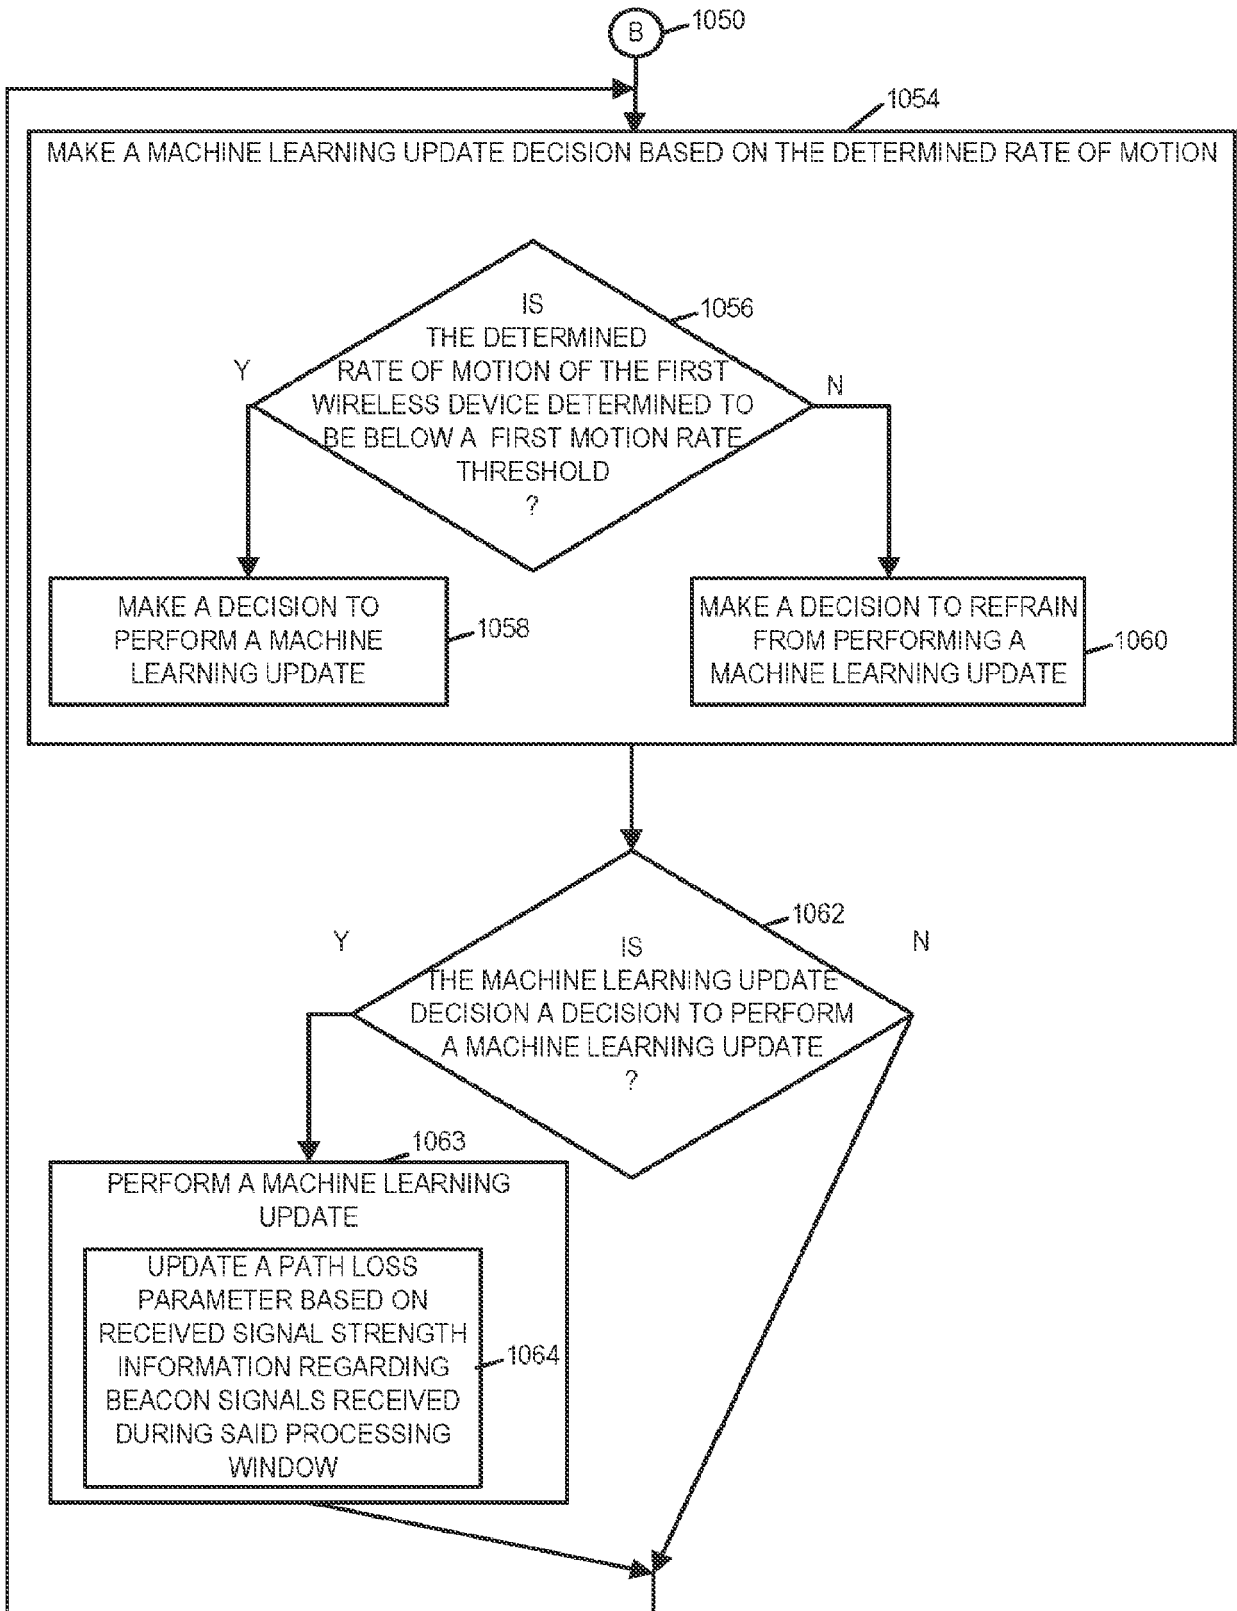 B
1050
1054
MAKE A MACHINE LEARNING UPDATE DECISION BASED ON THE DETERMINED RATE OF MOTION
IS
THE DETERMINED
RATE OF MOTION OF THE FIRST
WIRELESS DEVICE DETERMINED TO
BE BELOW A FIRST MOTION RATE
THRESHOLD
?
1056
Y
N
MAKE A DECISION TO
PERFORM A MACHINE
LEARNING UPDATE
1058
MAKE A DECISION TO REFRAIN
FROM PERFORMING A
MACHINE LEARNING UPDATE
1060
IS
THE MACHINE LEARNING UPDATE
DECISION A DECISION TO PERFORM
A MACHINE LEARNING UPDATE
?
1062
Y
N
1063
PERFORM A MACHINE LEARNING
UPDATE
UPDATE A PATH LOSS
PARAMETER BASED ON
RECEIVED SIGNAL STRENGTH
INFORMATION REGARDING
BEACON SIGNALS RECEIVED
DURING SAID PROCESSING
WINDOW
1064